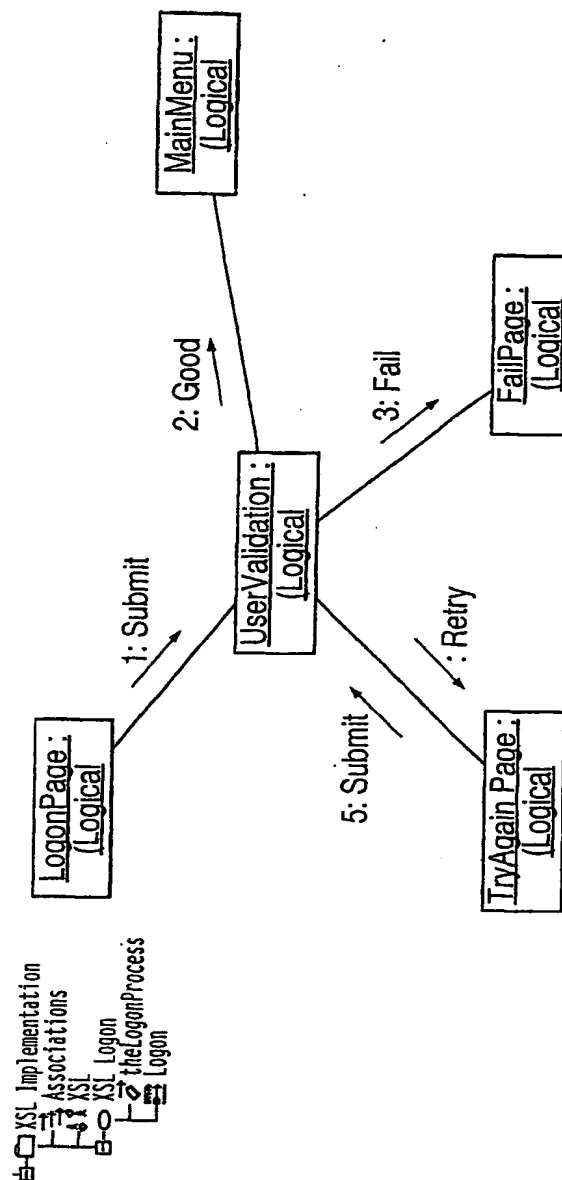 XSL Implementation
Associations
XSL
XSL Logon
theLogonProcess
Logon
LogonPage :
(Logical
1: Submit
UserValidation :
(Logical
2: Good
MainMenu :
(Logical
5: Submit
: Retry
3: Fail
TryAgain Page :
(Logical
FailPage :
(Logical